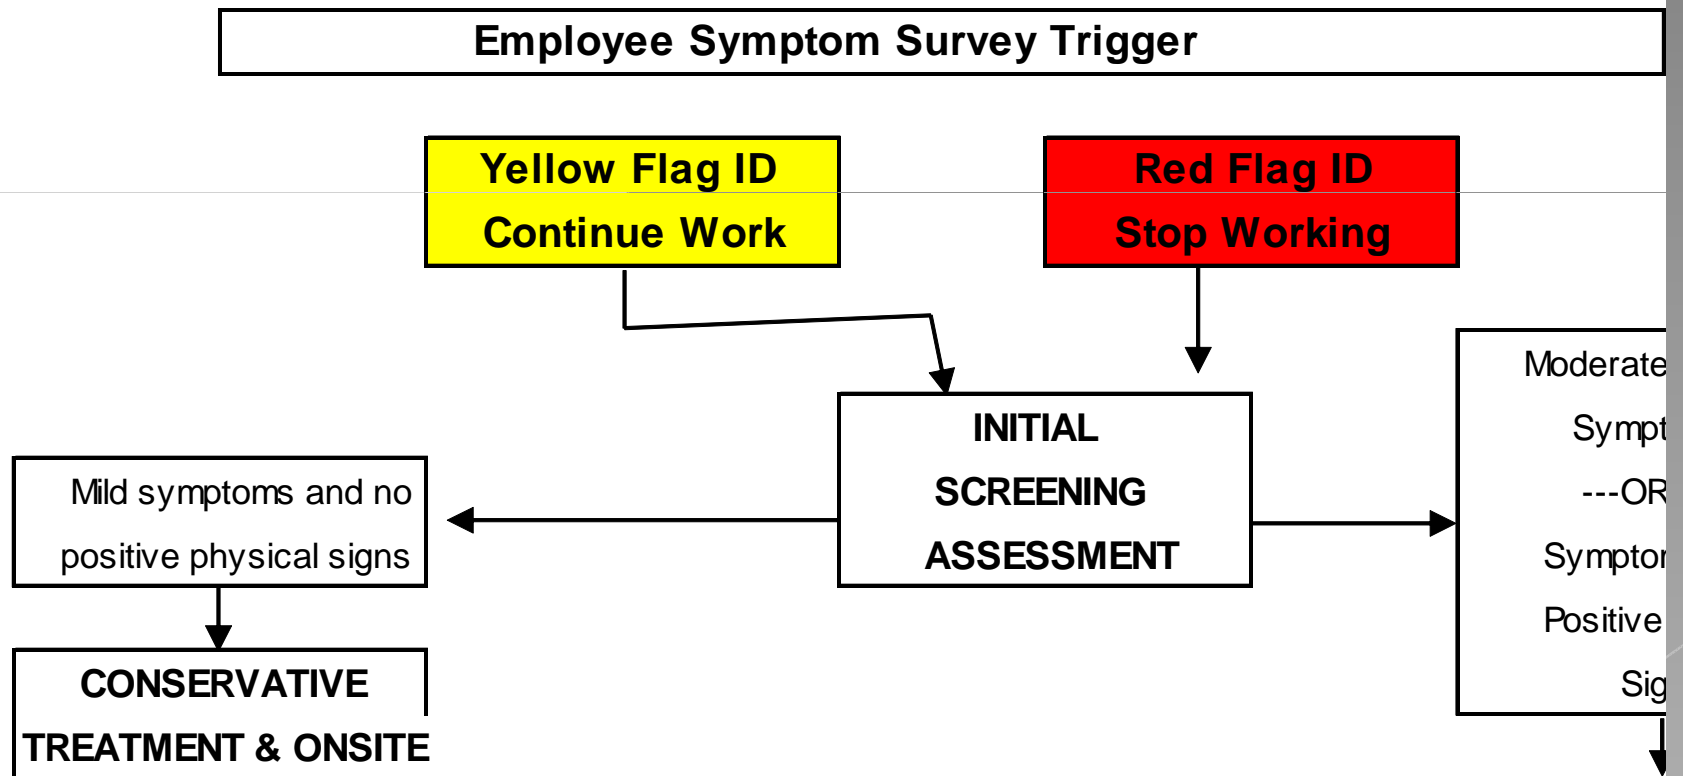 Employee Symptom Survey Trigger
Yellow Flag ID
Continue Work
Red Flag ID
Stop Working
INITIAL
SCREENING
ASSESSMENT
Mild symptoms and no
positive physical signs
CONSERVATIVE
TREATMENT & ONSITE
Moderate
---OR
Positive